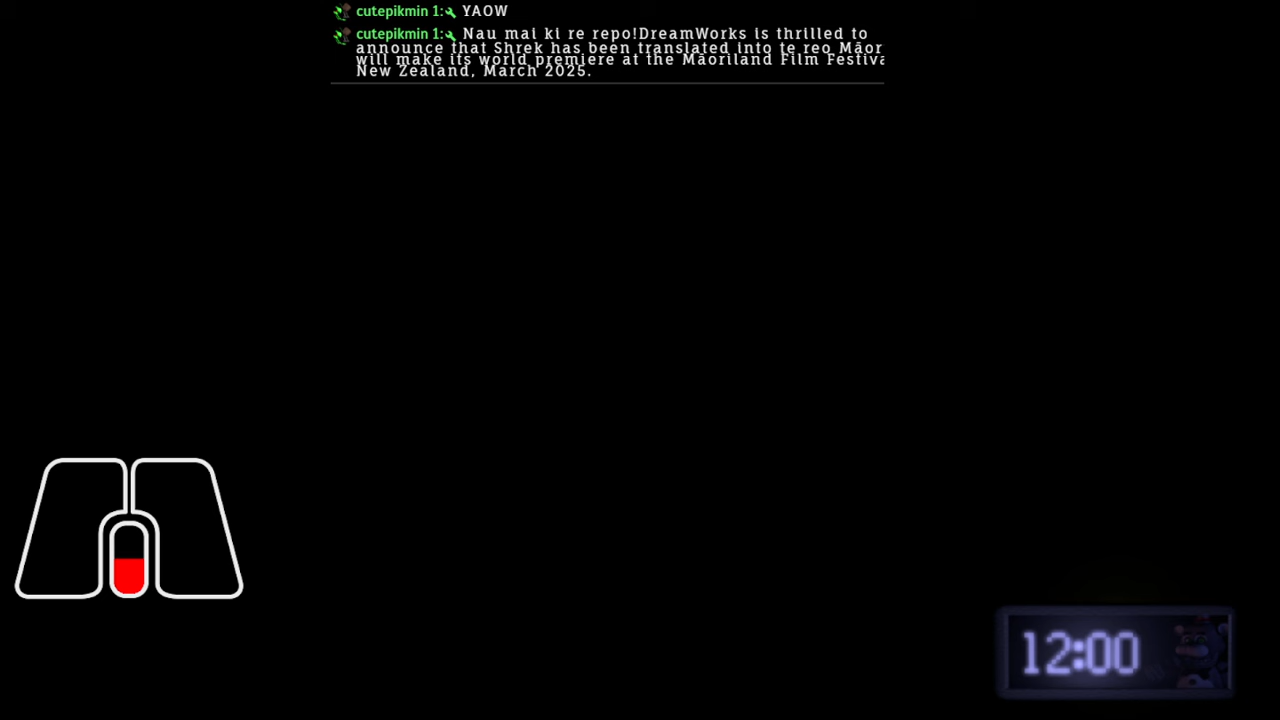 cutepikmin 1: YAOW
cutepikmin 1: Nau mai ki re repo!DreamWorks is thrilled to
announce that Shrek has been translated into te reo Māor
will make its world premiere at the Māoriland Film Festiva
New Zealand, March 2025.
12:00